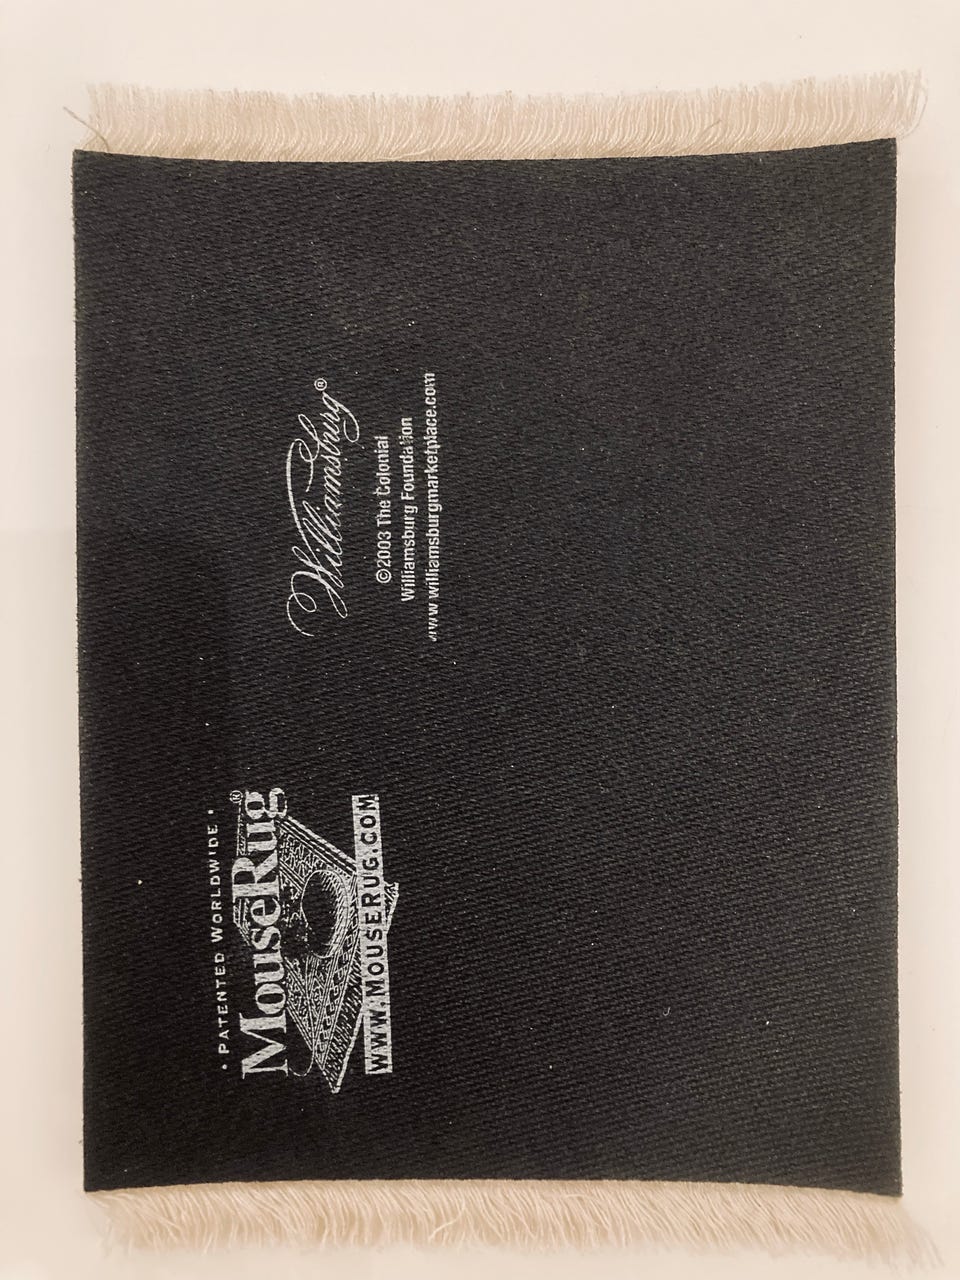 • PATENTED WORLDWIDE •
MouseRug®
WWW.MOUSERUG.COM
Williamsburg®
©2003 The Colonial
Williamsburg Foundation
www.williamsburgmarketplace.com